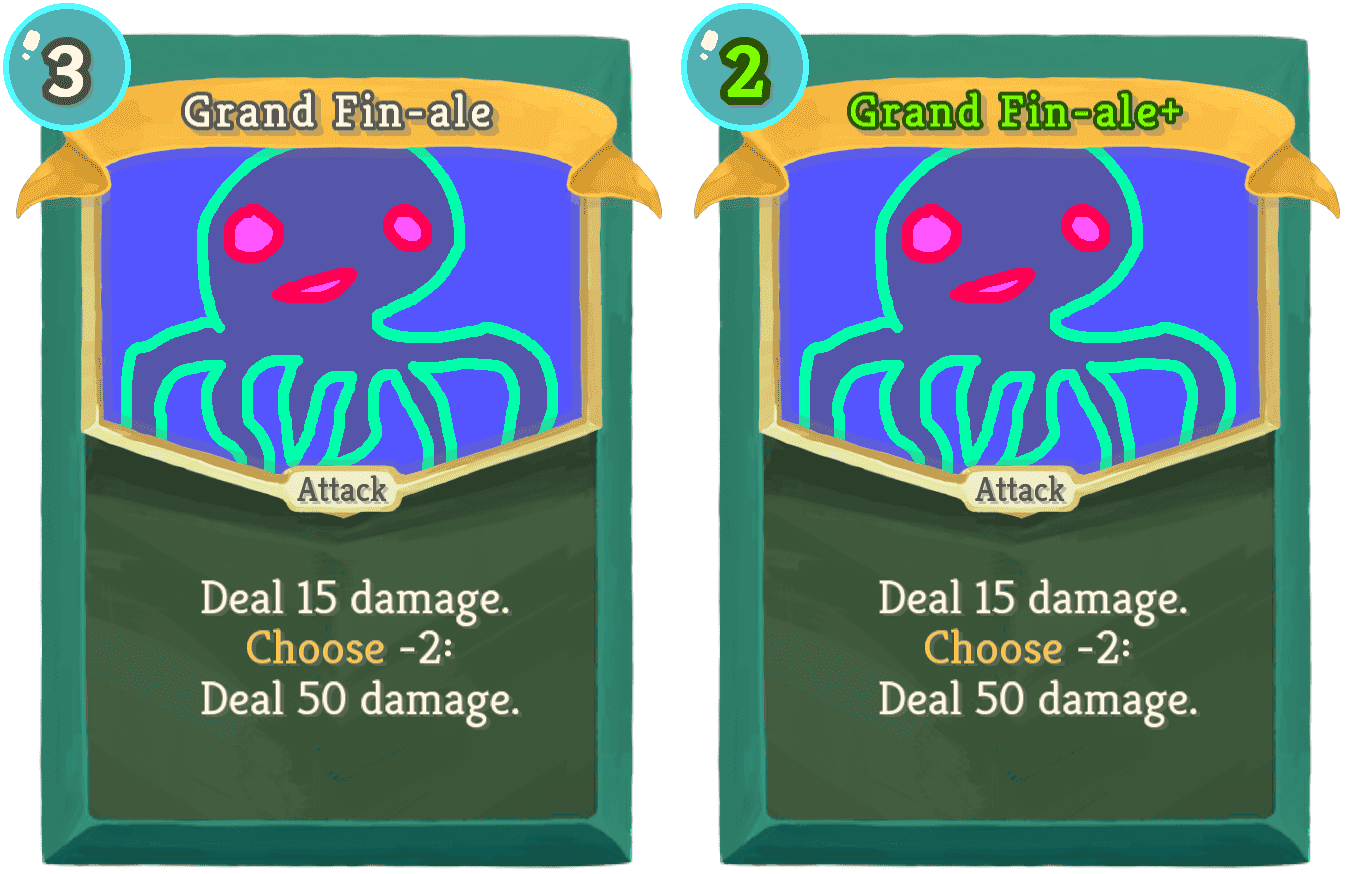 3
Grand Fin-ale
Attack
Deal 15 damage.
Choose -2:
Deal 50 damage.
2
Grand Fin-ale+
Attack
Deal 15 damage.
Choose -2:
Deal 50 damage.